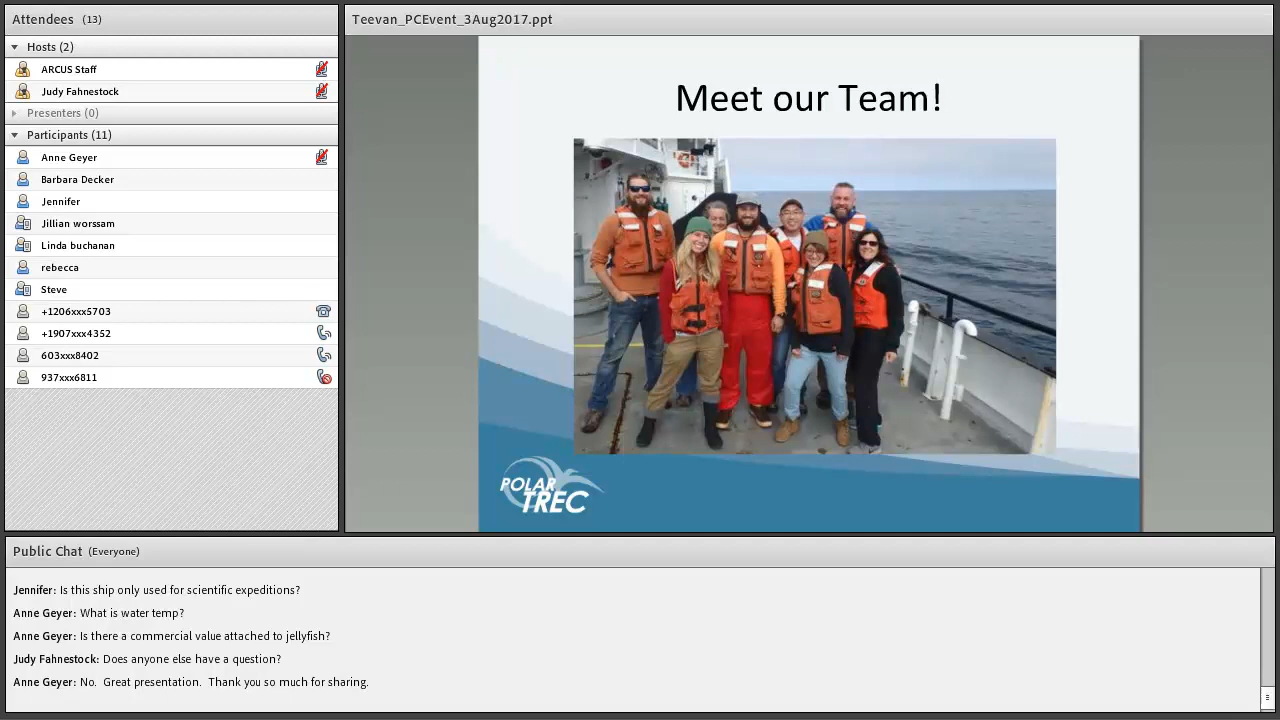 Attendees (13)
Hosts (2)
ARCUS Staff
Judy Fahnestock
Presenters (0)
Participants (11)
Anne Geyer
Barbara Decker
Jennifer
Jillian worssam
Linda buchanan
rebecca
Steve
+1206xxx5703
+1907xxx4352
603xxx8402
937xxx6811
Teevan_PCEvent_3Aug2017.ppt
Meet our Team!
POLAR
TREC
Public Chat (Everyone)
Jennifer: Is this ship only used for scientific expeditions?
Anne Geyer: What is water temp?
Anne Geyer: Is there a commercial value attached to jellyfish?
Judy Fahnestock: Does anyone else have a question?
Anne Geyer: No. Great presentation. Thank you so much for sharing.